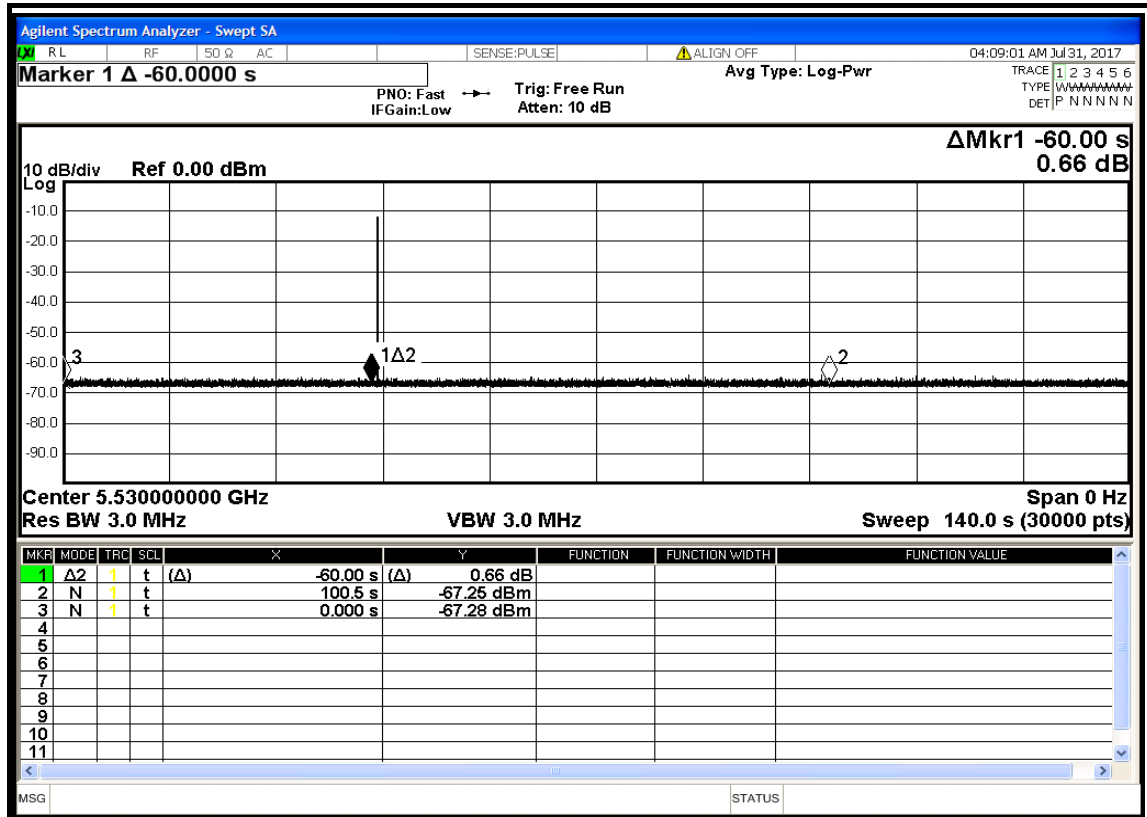 Agilent Spectrum Analyzer - Swept SA
LXI RL RF 50 Ω AC SENSE:PULSE ALIGN OFF 04:09:01 AM Jul 31, 2017
Marker 1 Δ -60.0000 s
PNO: Fast
IFGain:Low
Trig: Free Run
Atten: 10 dB
Avg Type: Log-Pwr
TRACE 1 2 3 4 5 6
TYPE WWWWWW
DET P N N N N N
ΔMkr1 -60.00 s
0.66 dB
10 dB/div Ref 0.00 dBm
Log
-10.0
-20.0
-30.0
-40.0
-50.0
-60.0
-70.0
-80.0
-90.0
3
1Δ2
2
Center 5.530000000 GHz Span 0 Hz
Res BW 3.0 MHz VBW 3.0 MHz Sweep 140.0 s (30000 pts)
MKR MODE TRC SCL X Y FUNCTION FUNCTION WIDTH FUNCTION VALUE
1 Δ2 1 t (Δ) -60.00 s (Δ) 0.66 dB
2 N 1 t 100.5 s -67.25 dBm
3 N 1 t 0.000 s -67.28 dBm
4
5
6
7
8
9
10
11
MSG STATUS